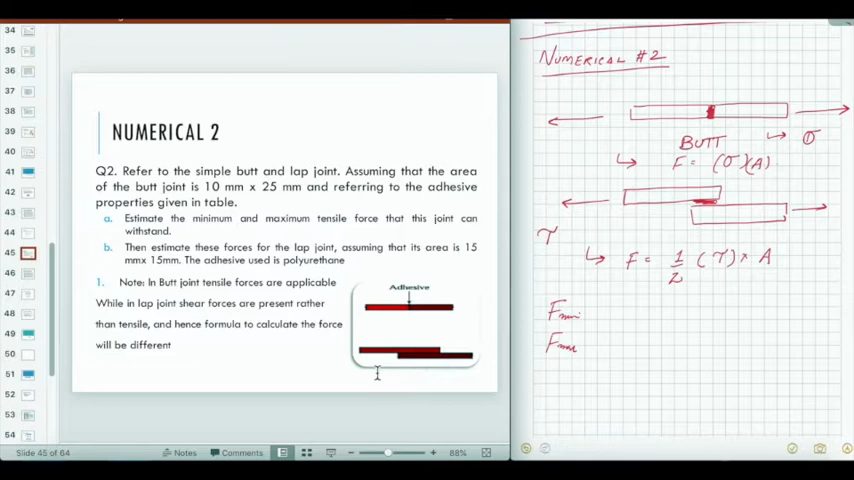 34
35
36
37
38
39
40
41
42
43
44
45
46
47
48
49
50
51
52
53
54
NUMERICAL 2
Q2. Refer to the simple butt and lap joint. Assuming that the area
of the butt joint is 10 mm x 25 mm and referring to the adhesive
properties given in table.
a. Estimate the minimum and maximum tensile force that this joint can
withstand.
b. Then estimate these forces for the lap joint, assuming that its area is 15
mmx 15mm. The adhesive used is polyurethane
1. Note: In Butt joint tensile forces are applicable
While in lap joint shear forces are present rather
than tensile, and hence formula to calculate the force
will be different
Adhesive
Slide 45 of 64
Notes
Comments
88%
NUMERICAL #2
BUTT
σ
F = (σ)(A)
τ
F = 1/2 (τ) × A
Fmin
Fmax